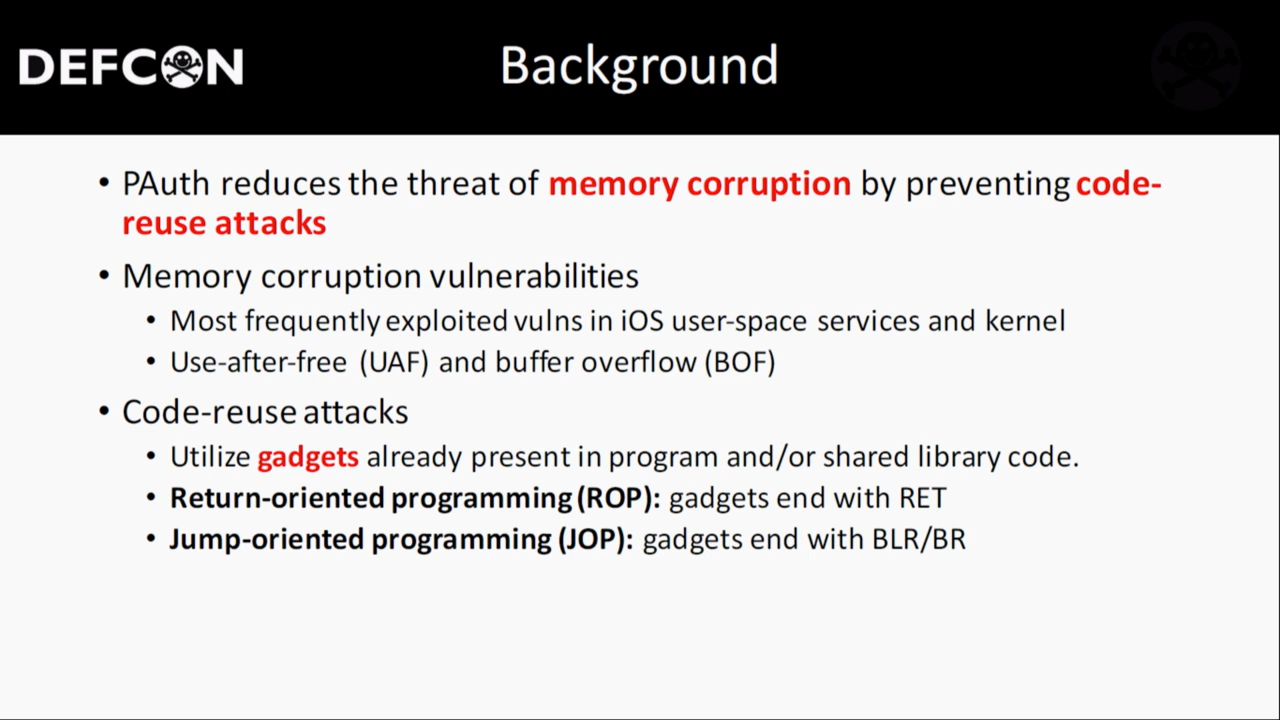 DEFCON
Background
• PAuth reduces the threat of memory corruption by preventing code-
reuse attacks
• Memory corruption vulnerabilities
• Most frequently exploited vulns in iOS user-space services and kernel
• Use-after-free (UAF) and buffer overflow (BOF)
• Code-reuse attacks
• Utilize gadgets already present in program and/or shared library code.
• Return-oriented programming (ROP): gadgets end with RET
• Jump-oriented programming (JOP): gadgets end with BLR/BR